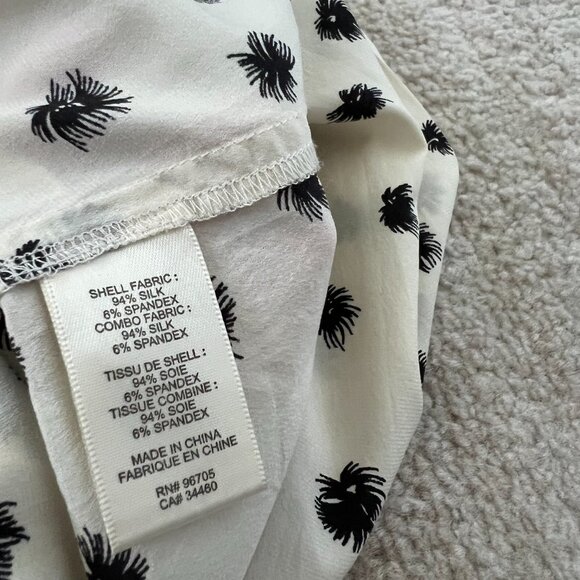 SHELL FABRIC :
94% SILK
6% SPANDEX
COMBO FABRIC :
94% SILK
6% SPANDEX
TISSU DE SHELL :
94% SOIE
6% SPANDEX
TISSUE COMBINE :
94% SOIE
6% SPANDEX
MADE IN CHINA
FABRIQUE EN CHINE
RN# 96705
CA# 34460